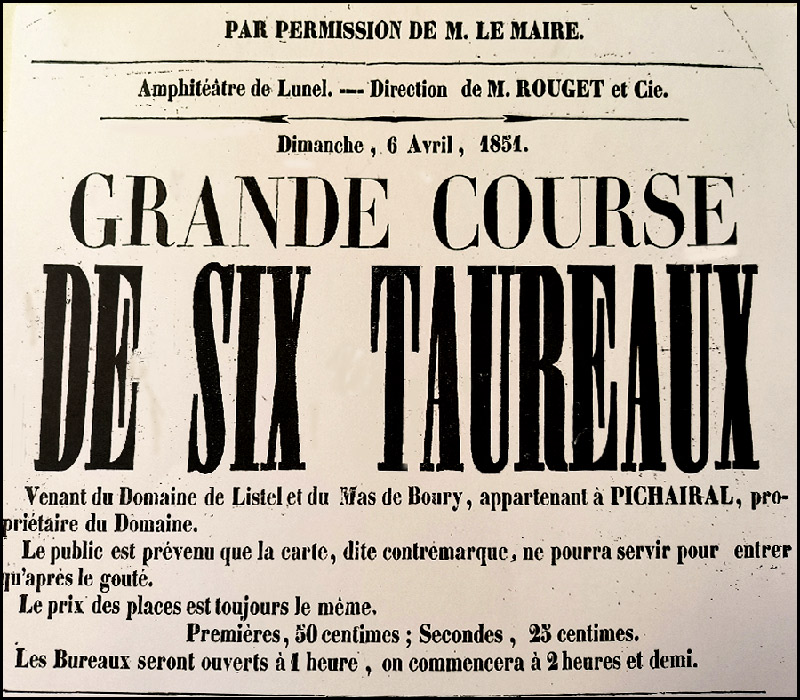 PAR PERMISSION DE M. LE MAIRE.
Amphitéâtre de Lunel. — Direction de M. ROUGET et Cie.
Dimanche, 6 Avril, 1851.
GRANDE COURSE
DE SIX TAUREAUX
Venant du Domaine de Listel et du Mas de Boury, appartenant à PICHAIRAL, pro-
priétaire du Domaine.
Le public est prévenu que la carte, dite contremarque, ne pourra servir pour entrer
qu'après le gouté.
Le prix des places est toujours le même.
Premières, 50 centimes ; Secondes, 25 centimes.
Les Bureaux seront ouverts à 1 heure, on commencera à 2 heures et demi.